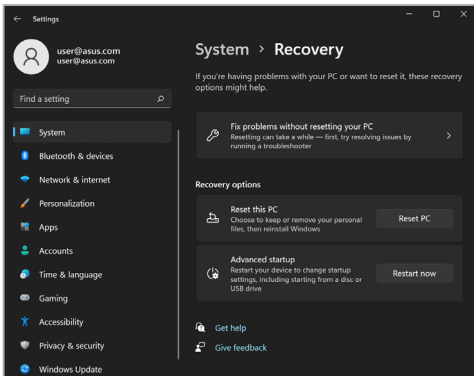 Settings
user@asus.com
user@asus.com
Find a setting
System
Bluetooth & devices
Network & internet
Personalization
Apps
Accounts
Time & language
Gaming
Accessibility
Privacy & security
Windows Update
System > Recovery
If you're having problems with your PC or want to reset it, these recovery
options might help.
Fix problems without resetting your PC
Resetting can take a while — first, try resolving issues by
running a troubleshooter
Recovery options
Reset this PC
Choose to keep or remove your personal
files, then reinstall Windows
Reset PC
Advanced startup
Restart your device to change startup
settings, including starting from a disc or
USB drive
Restart now
Get help
Give feedback